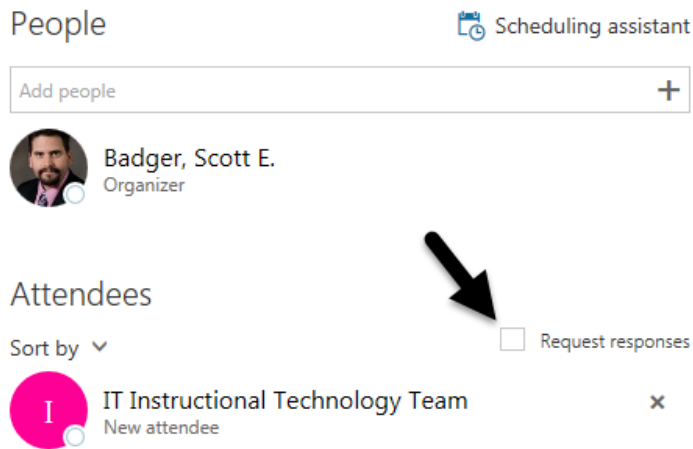 People
Scheduling assistant
Add people
Badger, Scott E.
Organizer
Attendees
Sort by
Request responses
I
IT Instructional Technology Team
New attendee